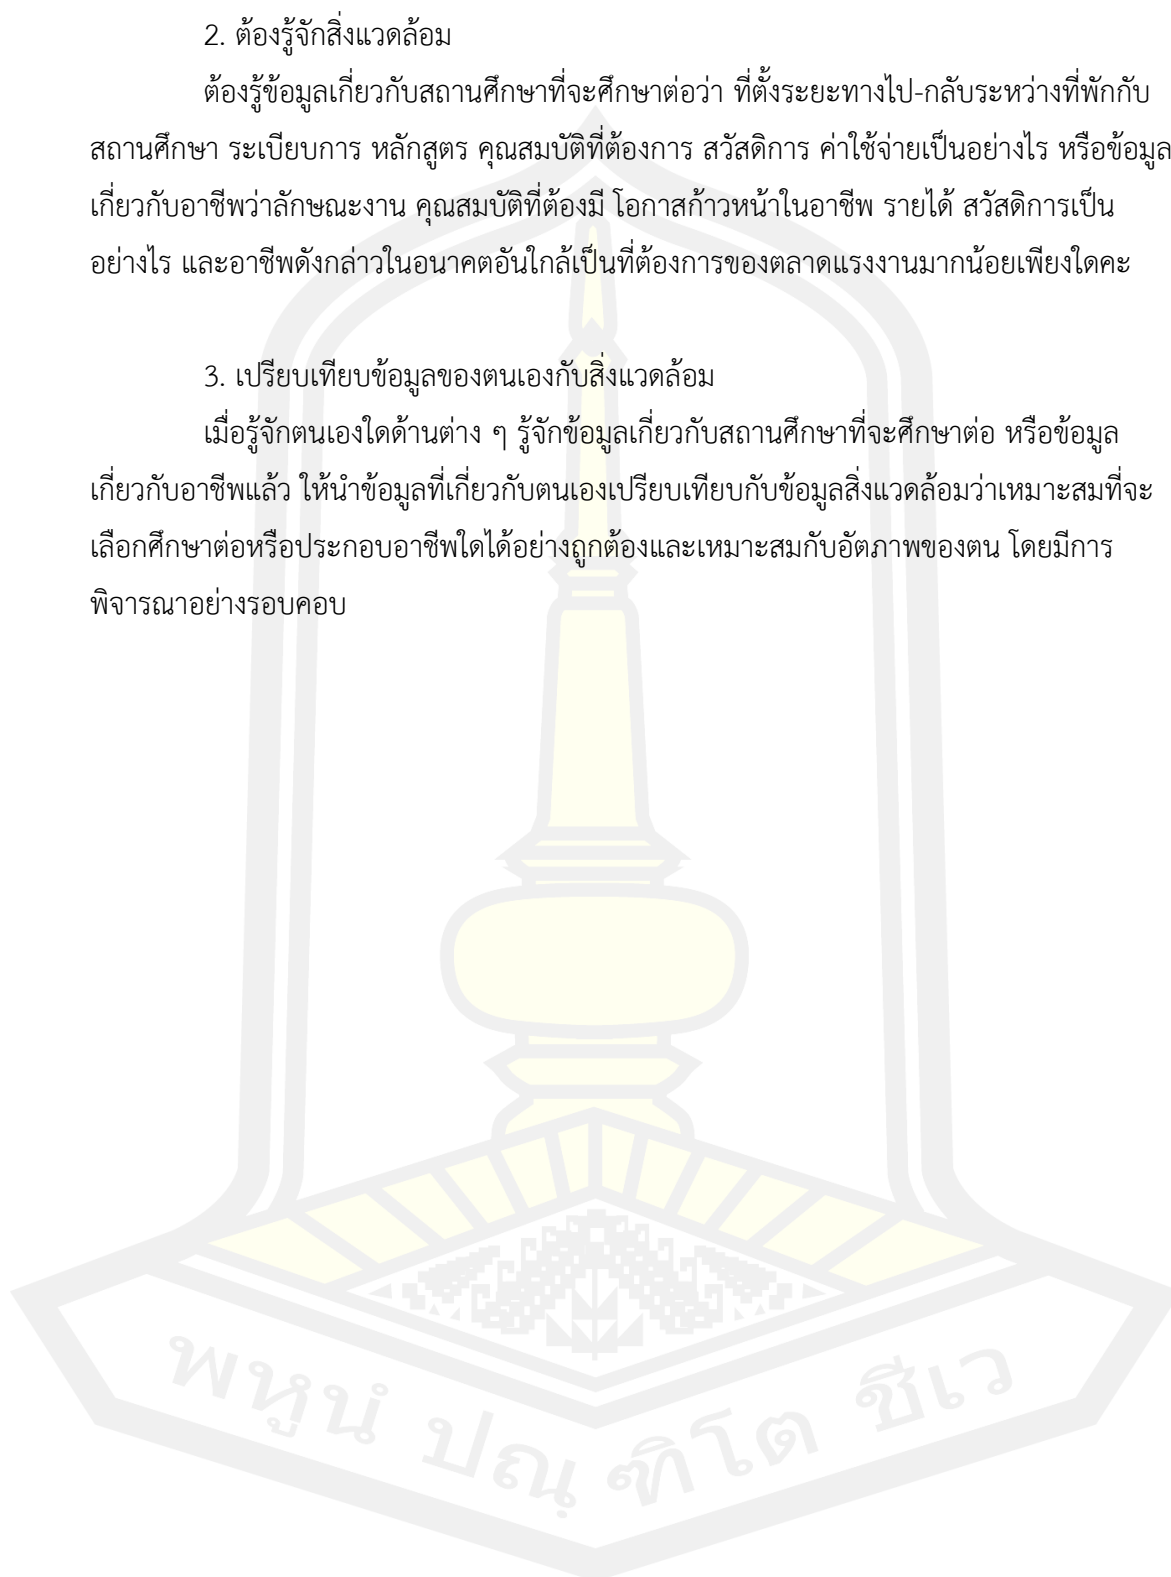 2. ต้องรู้จักสิ่งแวดล้อม
ต้องรู้ข้อมูลเกี่ยวกับสถานศึกษาที่จะศึกษาต่อว่า ที่ตั้งระยะทางไป-กลับระหว่างที่พักกับ
สถานศึกษา ระเบียบการ หลักสูตร คุณสมบัติที่ต้องการ สวัสดิการ ค่าใช้จ่ายเป็นอย่างไร หรือข้อมูล
เกี่ยวกับอาชีพว่าลักษณะงาน คุณสมบัติที่ต้องมี โอกาสก้าวหน้าในอาชีพ รายได้ สวัสดิการเป็น
อย่างไร และอาชีพดังกล่าวในอนาคตอันใกล้เป็นที่ต้องการของตลาดแรงงานมากน้อยเพียงใดคะ
3. เปรียบเทียบข้อมูลของตนเองกับสิ่งแวดล้อม
เมื่อรู้จักตนเองใดด้านต่าง ๆ รู้จักข้อมูลเกี่ยวกับสถานศึกษาที่จะศึกษาต่อ หรือข้อมูล
เกี่ยวกับอาชีพแล้ว ให้นำข้อมูลที่เกี่ยวกับตนเองเปรียบเทียบกับข้อมูลสิ่งแวดล้อมว่าเหมาะสมที่จะ
เลือกศึกษาต่อหรือประกอบอาชีพใดได้อย่างถูกต้องและเหมาะสมกับอัตภาพของตน โดยมีการ
พิจารณาอย่างรอบคอบ
พหูนํ ปณฺฑิโต ชีเว